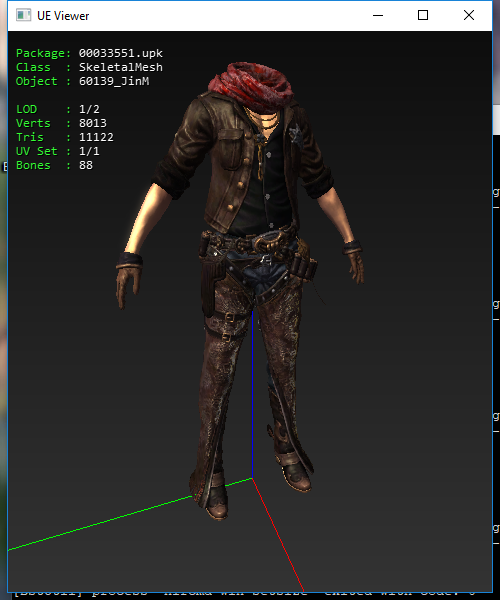 UE Viewer
Package: 00033551.upk
Class : SkeletalMesh
Object : 60139_JinM
LOD : 1/2
Verts : 8013
Tris : 11122
UV Set : 1/1
Bones : 88